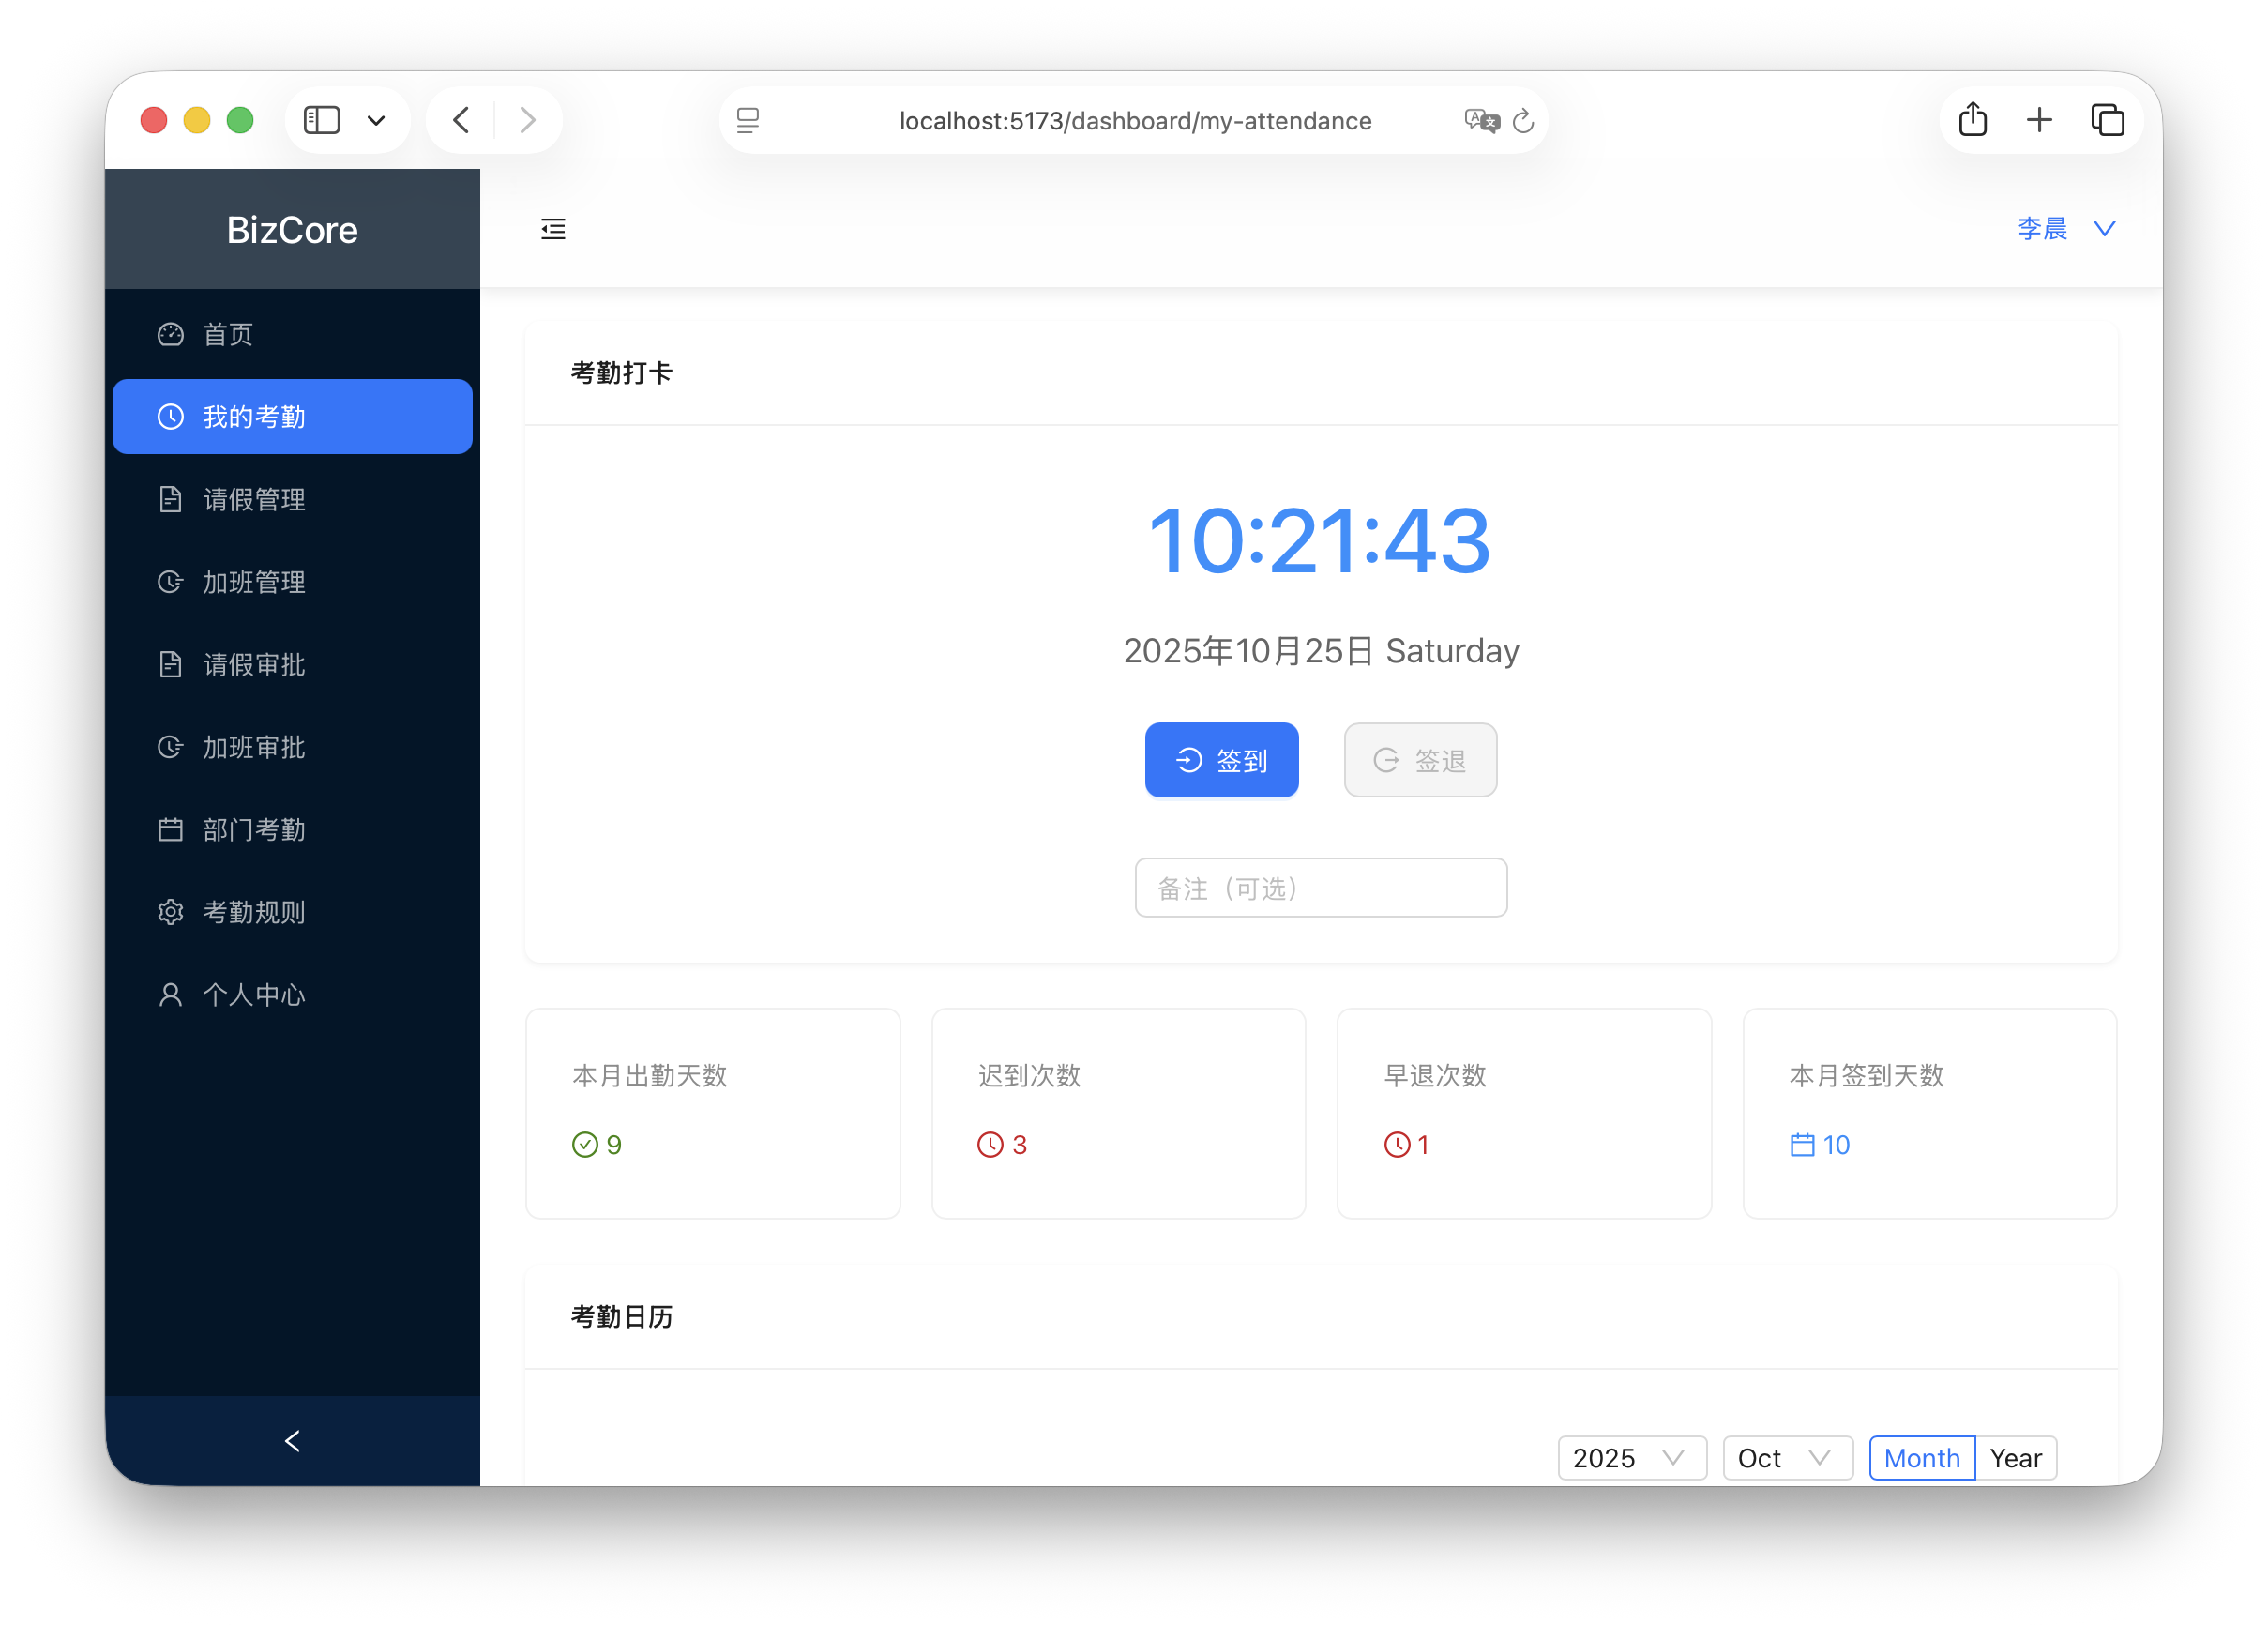 localhost:5173/dashboard/my-attendance
BizCore
李晨
首页
我的考勤
请假管理
加班管理
请假审批
加班审批
部门考勤
考勤规则
个人中心
考勤打卡
10:21:43
2025年10月25日 Saturday
签到
签退
备注（可选）
本月出勤天数
9
迟到次数
3
早退次数
1
本月签到天数
10
考勤日历
2025
Oct
Month
Year